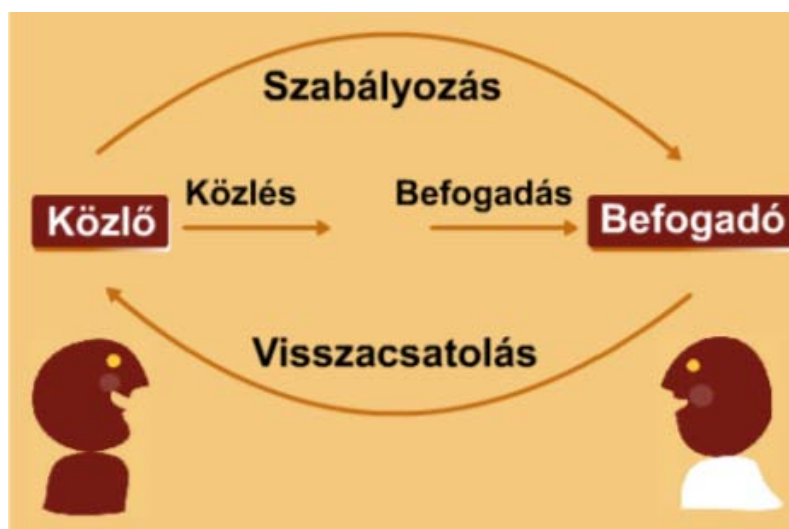 Szabályozás
Közlés
Befogadás
Közlő
Befogadó
Visszacsatolás